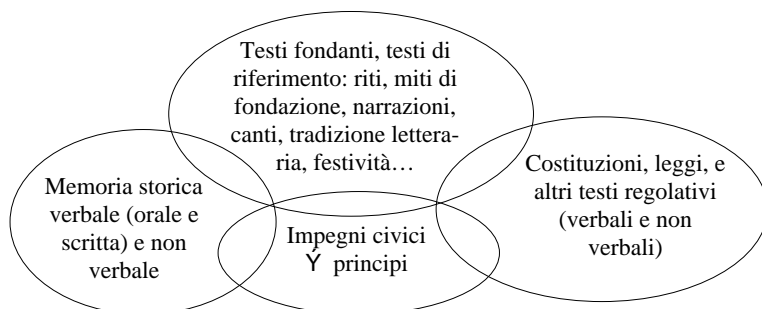 Testi fondanti, testi di
riferimento: riti, miti di
fondazione, narrazioni,
canti, tradizione lettera-
ria, festività…
Memoria storica
verbale (orale e
scritta) e non
verbale
Impegni civici
Ý principi
Costituzioni, leggi, e
altri testi regolativi
(verbali e non
verbali)